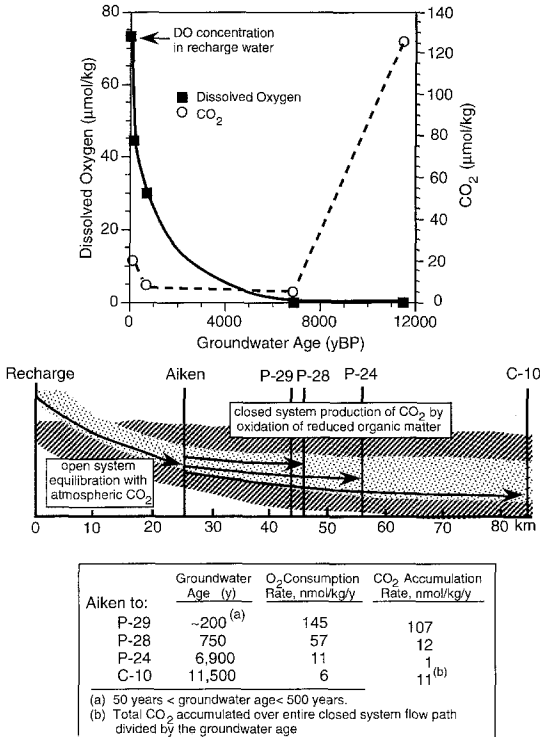 80
60
40
20
0
Dissolved Oxygen (μmol/kg)
DO concentration
in recharge water
Dissolved Oxygen
CO2
140
120
100
80
60
40
20
0
CO2
(μmol/kg)
0 4000 8000 12000
Groundwater Age (yBP)
Recharge Aiken P-29 P-28 P-24 C-10
closed system production of CO2 by
oxidation of reduced organic matter
open system
equilibration with
atmospheric CO2
0 10 20 30 40 50 60 70 80 km
Groundwater O2Consumption CO2 Accumulation
Age (y) Rate, nmol/kg/y Rate, nmol/kg/y
Aiken to:
P-29 ~200(a) 145 107
P-28 750 57 12
P-24 6,900 11 1
C-10 11,500 6 11(b)
(a) 50 years < groundwater age< 500 years.
(b) Total CO2 accumulated over entire closed system flow path
divided by the groundwater age